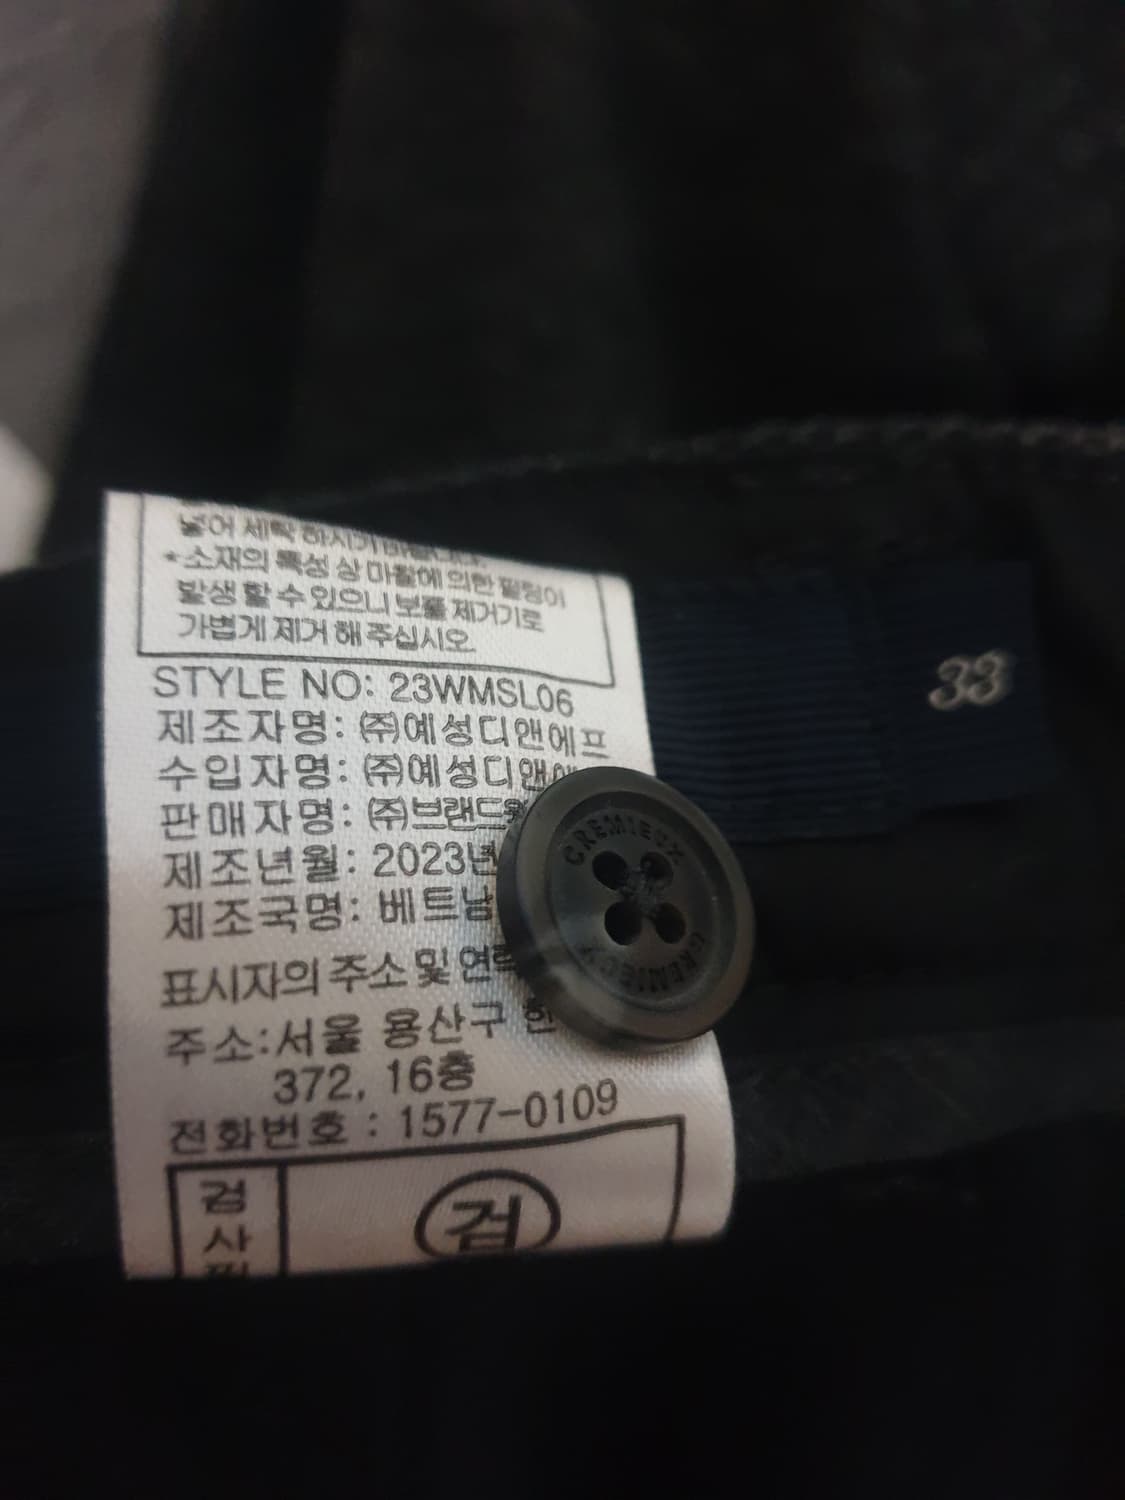 넣어 세탁 하시기 바랍니다.
*소재의 특성 상 마찰에 의한 필링이
발생 할 수 있으니 보풀 제거기로
가볍게 제거 해 주십시오.
STYLE NO: 23WMSL06
제조자명: ㈜예성디앤에프
수입자명: ㈜예성디앤에
판매자명: ㈜브랜드
제조년월: 2023년
제조국명: 베트남
표시자의 주소 및 연락
주소:서울 용산구 한
372, 16층
전화번호 : 1577-0109
검사
검
33
CREMIEUX
CREMIEUX